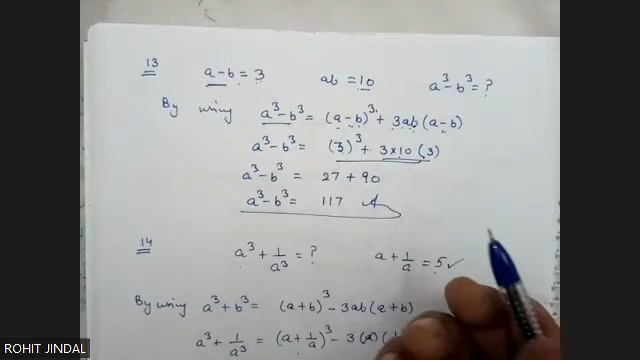 13 a-b = 3 ab = 10 a³-b³ = ?
By using a³-b³ = (a-b)³ + 3ab(a-b)
a³-b³ = (3)³ + 3×10(3)
a³-b³ = 27 + 90
a³-b³ = 117
14 a³ + 1/a³ = ? a + 1/a = 5 ✓
By using a³+b³ = (a+b)³ - 3ab(a+b)
a³ + 1/a³ = (a + 1/a)³ - 3(a)(
ROHIT JINDAL